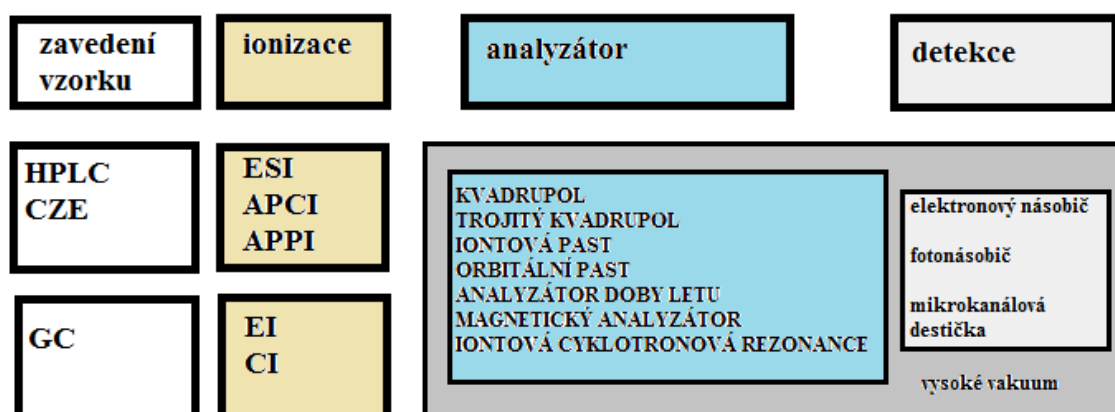 zavedení
vzorku
ionizace
analyzátor
detekce
HPLC
CZE
ESI
APCI
APPI
KVADRUPOL
TROJITÝ KVADRUPOL
IONTOVÁ PAST
ORBITÁLNÍ PAST
ANALYZÁTOR DOBY LETU
MAGNETICKÝ ANALYZÁTOR
IONTOVÁ CYKLOTRONOVÁ REZONANCE
elektronový násobič
fotonásobič
mikrokanálová
destička
GC
EI
CI
vysoké vakuum